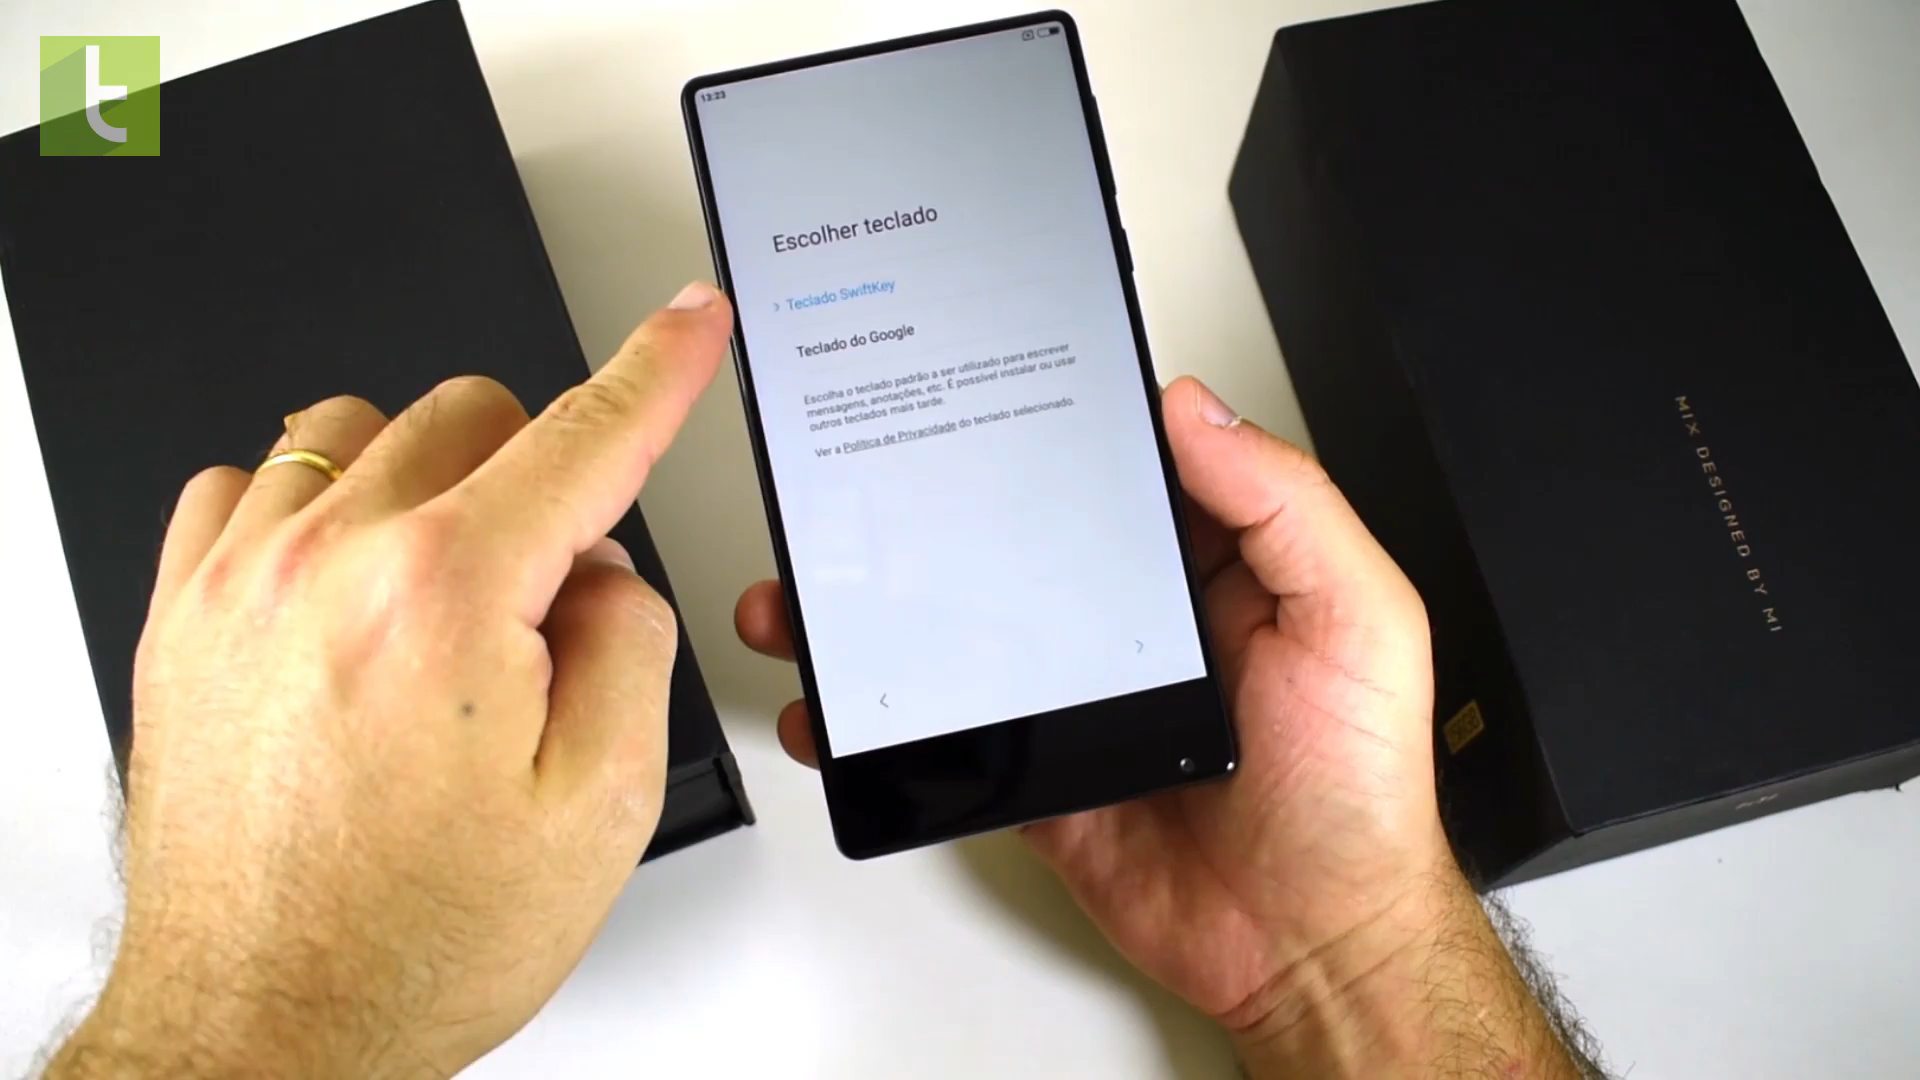 t
13:23
Escolher teclado
Teclado SwiftKey
Teclado do Google
Escolha o teclado padrão a ser utilizado para escrever
mensagens, anotações, etc. É possível instalar ou usar
outros teclados mais tarde.
Ver a Política de Privacidade do teclado selecionado.
MIX DESIGNED BY MI